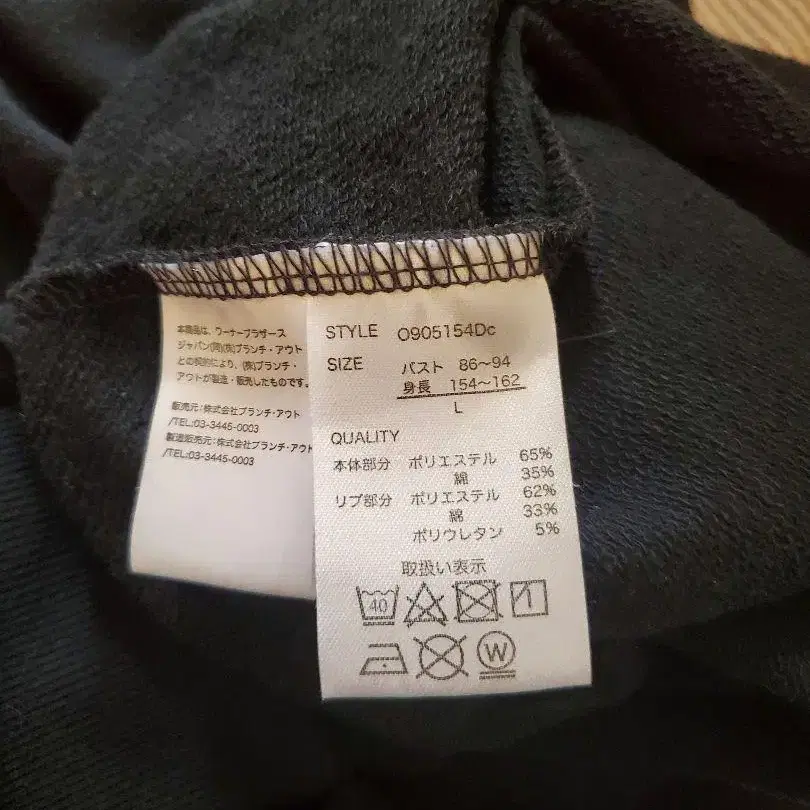 本商品は、ワーナーブラザース
ジャパン(同)(株)ブランチ・アウト
との契約により、(株)ブランチ・
アウトが製造・販売したものです。
販売元:株式会社ブランチ・アウト
/TEL:03-3445-0003
製造販売元:株式会社ブランチ・アウト
/TEL:03-3445-0003
STYLE O905154Dc
SIZE バスト 86～94
身長 154～162
L
QUALITY
本体部分 ポリエステル 65%
綿 35%
リブ部分 ポリエステル 62%
綿 33%
ポリウレタン 5%
取扱い表示
40
W